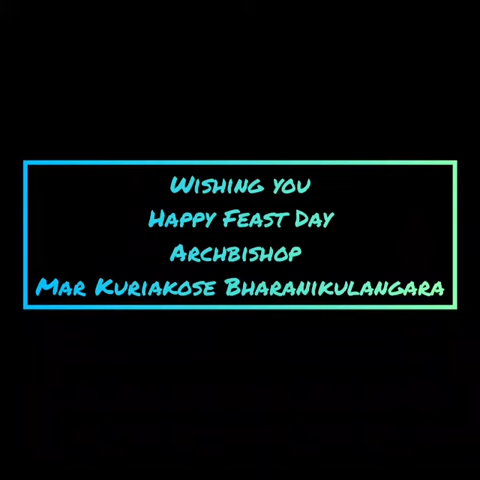 Wishing you
Happy Feast Day
Archbishop
Mar Kuriakose Bharanikulangara